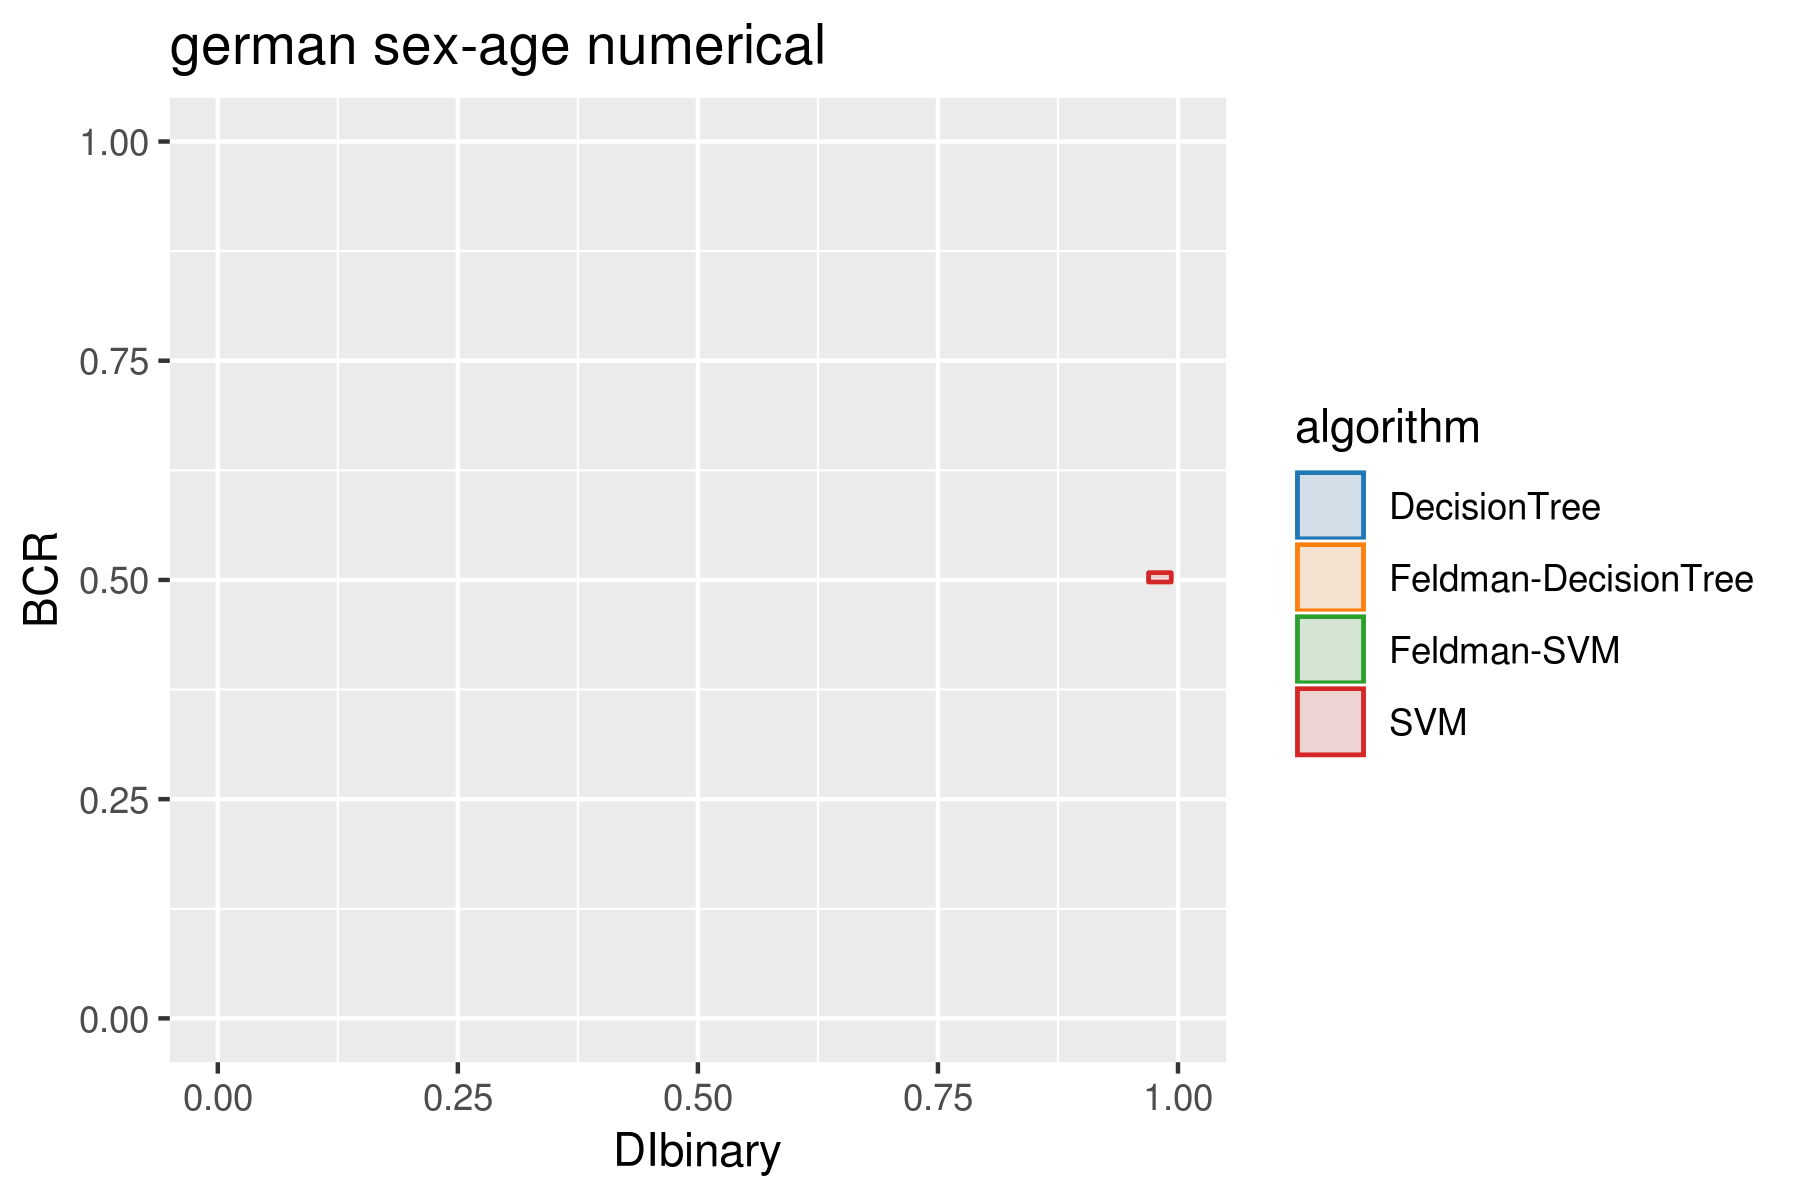 german sex-age numerical
1.00
0.75
0.50
0.25
0.00
BCR
0.00 0.25 0.50 0.75 1.00
DIbinary
algorithm
DecisionTree
Feldman-DecisionTree
Feldman-SVM
SVM